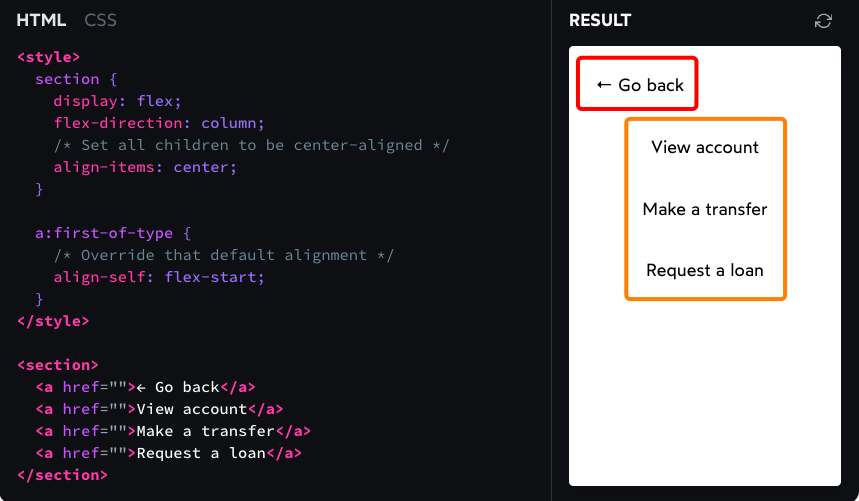 HTML CSS
<style>
  section {
    display: flex;
    flex-direction: column;
    /* Set all children to be center-aligned */
    align-items: center;
  }

  a:first-of-type {
    /* Override that default alignment */
    align-self: flex-start;
  }
</style>

<section>
  <a href="">← Go back</a>
  <a href="">View account</a>
  <a href="">Make a transfer</a>
  <a href="">Request a loan</a>
</section>
RESULT
← Go back
View account
Make a transfer
Request a loan